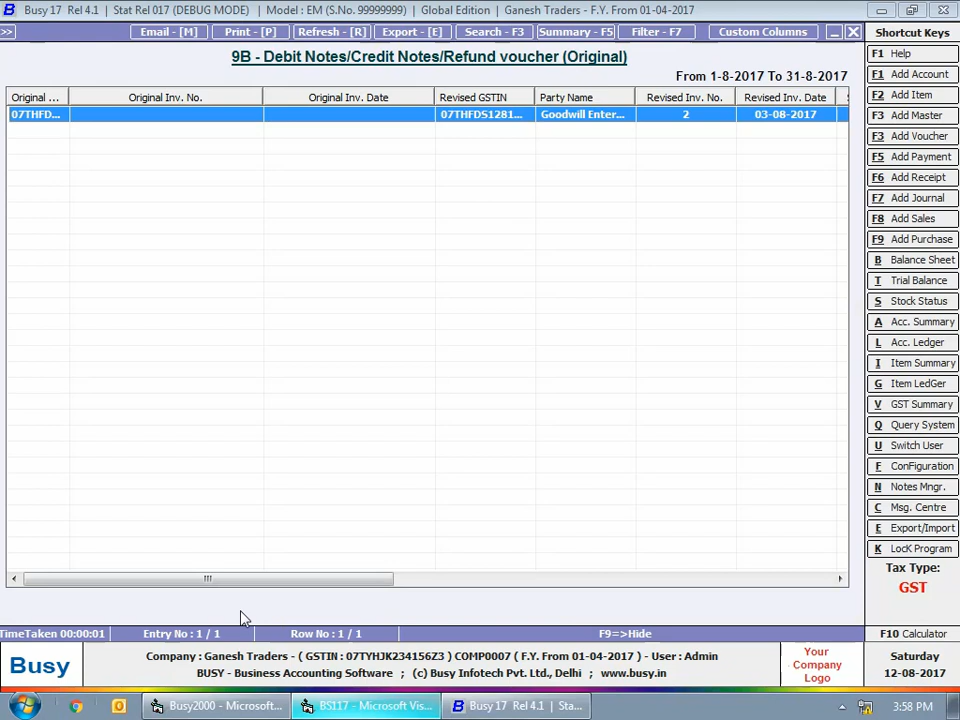 Busy 17 Rel 4.1 | Stat Rel 017 (DEBUG MODE) | Model : EM (S.No. 99999999) | Global Edition | Ganesh Traders - F.Y. From 01-04-2017
>> Email - [M] Print - [P] Refresh - [R] Export - [E] Search - F3 Summary - F5 Filter - F7 Custom Columns
9B - Debit Notes/Credit Notes/Refund voucher (Original)
From 1-8-2017 To 31-8-2017
Original ... Original Inv. No. Original Inv. Date Revised GSTIN Party Name Revised Inv. No. Revised Inv. Date
07THFD... 07THFD51281... Goodwill Enter... 2 03-08-2017
TimeTaken 00:00:01 Entry No : 1 / 1 Row No : 1 / 1 F9=>Hide
Busy
Company : Ganesh Traders - ( GSTIN : 07TYHJK234156Z3 ) COMP0007 ( F.Y. From 01-04-2017 ) - User : Admin
BUSY - Business Accounting Software ; (c) Busy Infotech Pvt. Ltd., Delhi ; www.busy.in
Your
Company
Logo
Shortcut Keys
F1 Help
F1 Add Account
F2 Add Item
F3 Add Master
F3 Add Voucher
F5 Add Payment
F6 Add Receipt
F7 Add Journal
F8 Add Sales
F9 Add Purchase
B Balance Sheet
T Trial Balance
S Stock Status
A Acc. Summary
L Acc. Ledger
I Item Summary
G Item LedGer
V GST Summary
Q Query System
U Switch User
F ConFiguration
N Notes Mngr.
C Msg. Centre
E Export/Import
K LocK Program
Tax Type:
GST
F10 Calculator
Saturday
12-08-2017
Busy2000 - Microsoft... BS117 - Microsoft Vis... Busy 17 Rel 4.1 | Sta... 3:58 PM